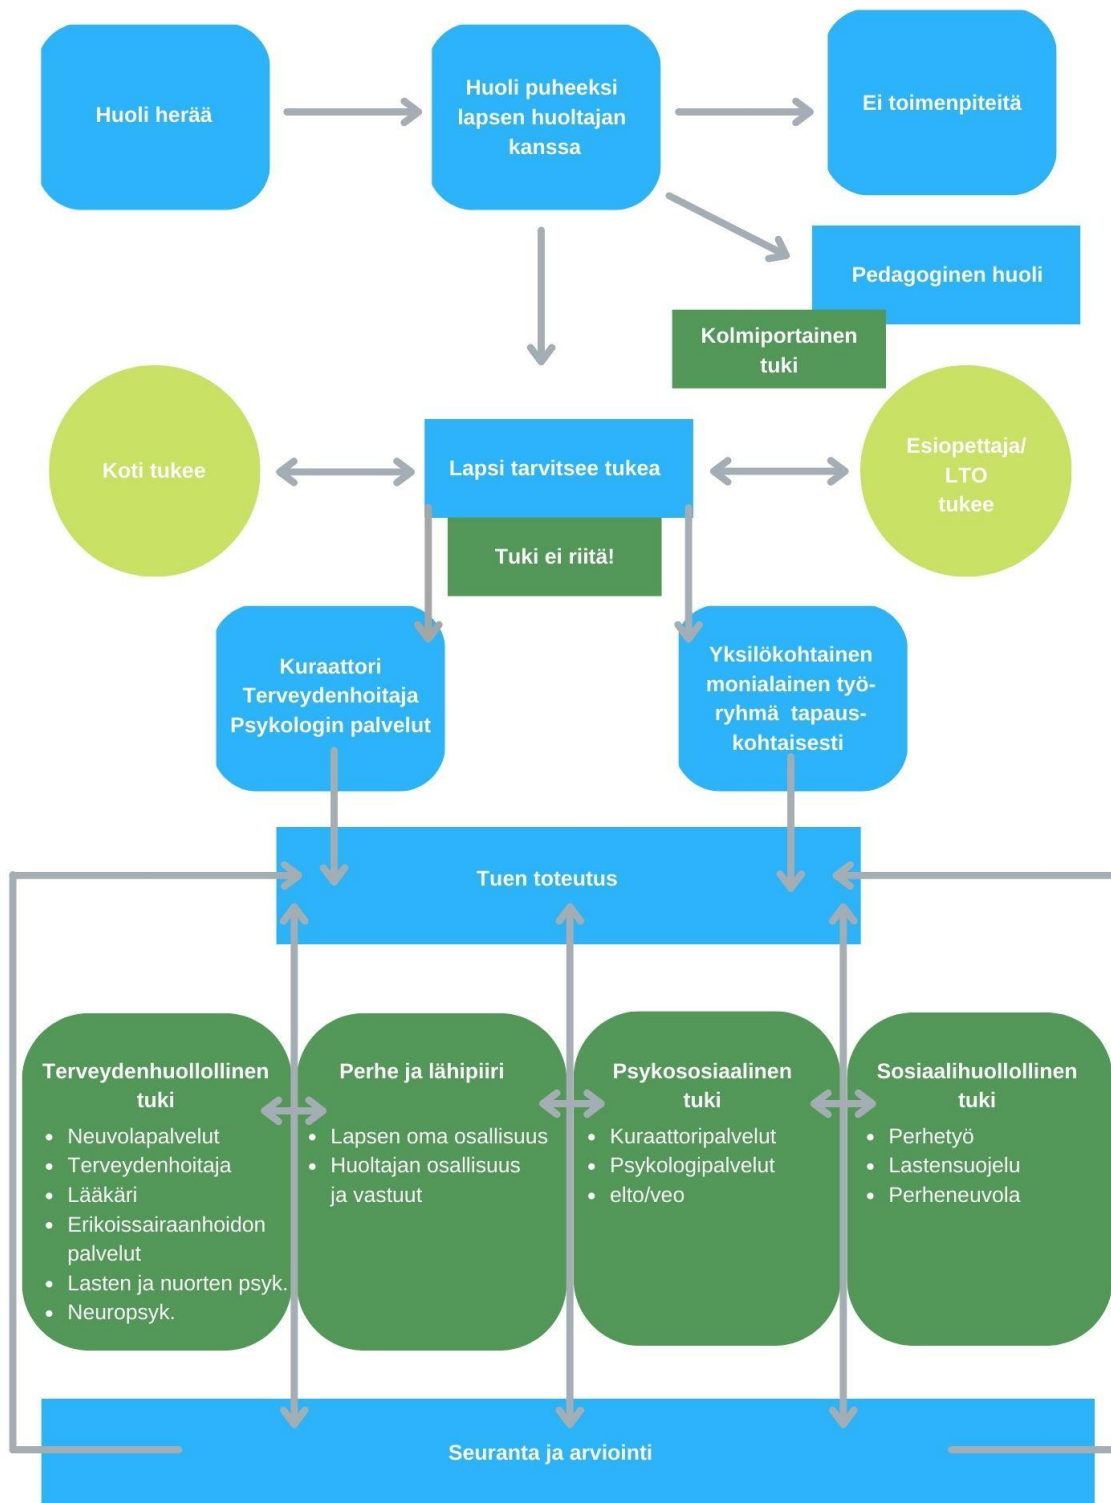 Huoli herää
Huoli puheeksi
lapsen huoltajan
kanssa
Ei toimenpiteitä
Pedagoginen huoli
Kolmiportainen
tuki
Koti tukee
Lapsi tarvitsee tukea
Esiopettaja/
LTO
tukee
Tuki ei riitä!
Kuraattori
Terveydenhoitaja
Psykologin palvelut
Yksilökohtainen
monialainen työ-
ryhmä tapaus-
kohtaisesti
Tuen toteutus
Terveydenhuollollinen
tuki
• Neuvolapalvelut
• Terveydenhoitaja
• Lääkäri
• Erikoissairaanhoidon
palvelut
• Lasten ja nuorten psyk.
• Neuropsyk.
Perhe ja lähipiiri
• Lapsen oma osallisuus
• Huoltajan osallisuus
ja vastuut
Psykososiaalinen
tuki
• Kuraattoripalvelut
• Psykologipalvelut
• elto/veo
Sosiaalihuollollinen
tuki
• Perhetyö
• Lastensuojelu
• Perheneuvola
Seuranta ja arviointi